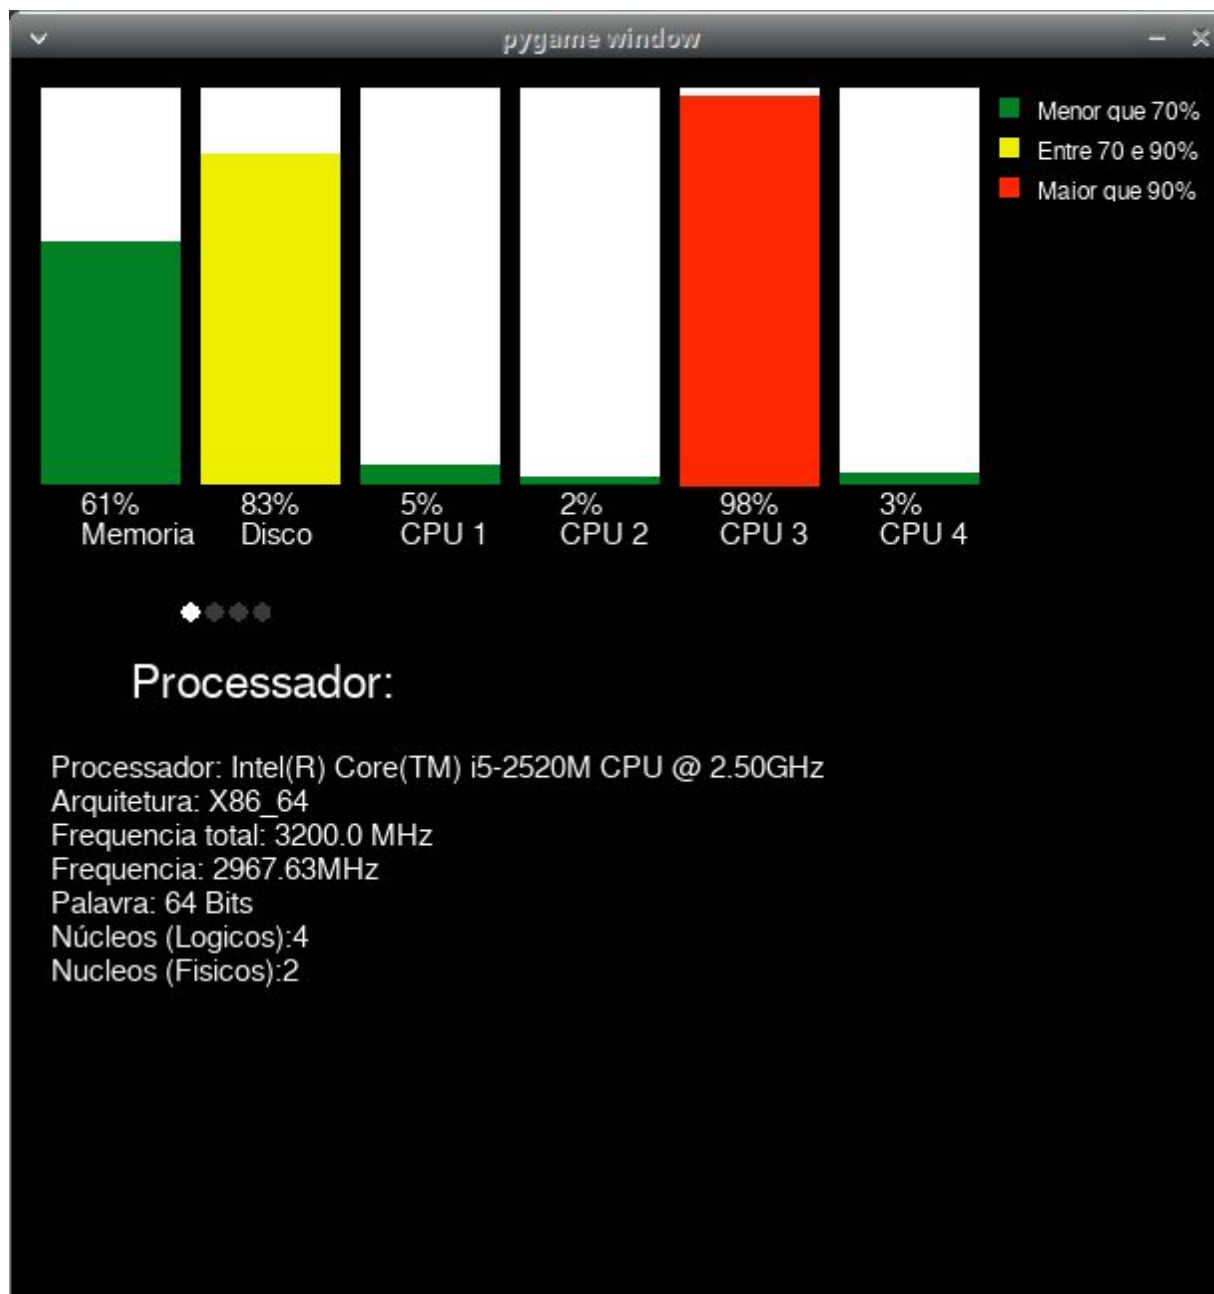 pygame window
Menor que 70%
Entre 70 e 90%
Maior que 90%
61%
Memoria
83%
Disco
5%
CPU 1
2%
CPU 2
98%
CPU 3
3%
CPU 4
Processador:
Processador: Intel(R) Core(TM) i5-2520M CPU @ 2.50GHz
Arquitetura: X86_64
Frequencia total: 3200.0 MHz
Frequencia: 2967.63MHz
Palavra: 64 Bits
Núcleos (Logicos):4
Nucleos (Fisicos):2